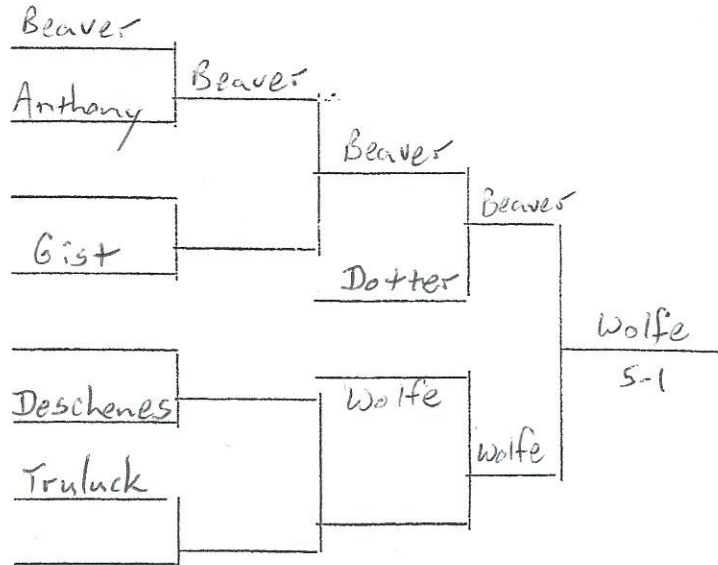 Beaver
Anthony
Beaver
Gist
Beaver
Dotter
Beaver
Deschenes
Truluck
Wolfe
Wolfe
Wolfe
5-1